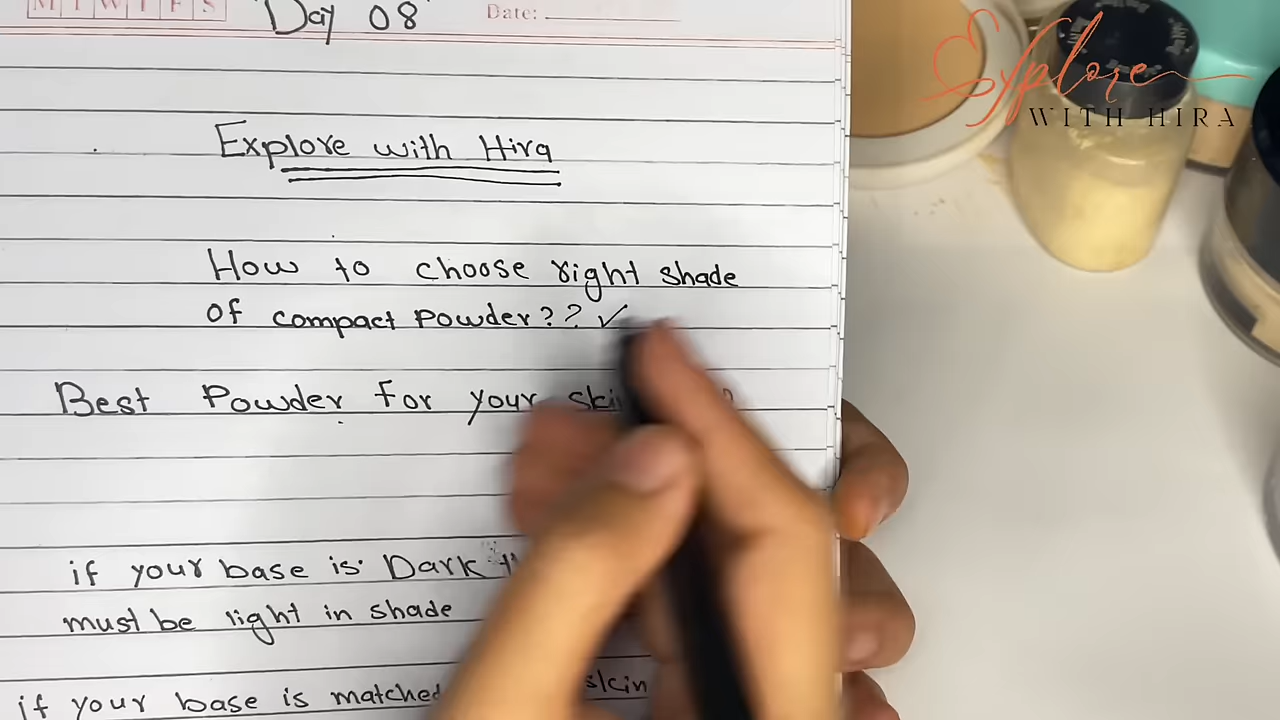 M T W T F S
Day 08
Date:
Explore
WITH HIRA
Explore with Hira
How to choose right shade
of compact Powder?? ✓
Best Powder for your
if your base is Dark
must be light in shade
if your base is matched skin